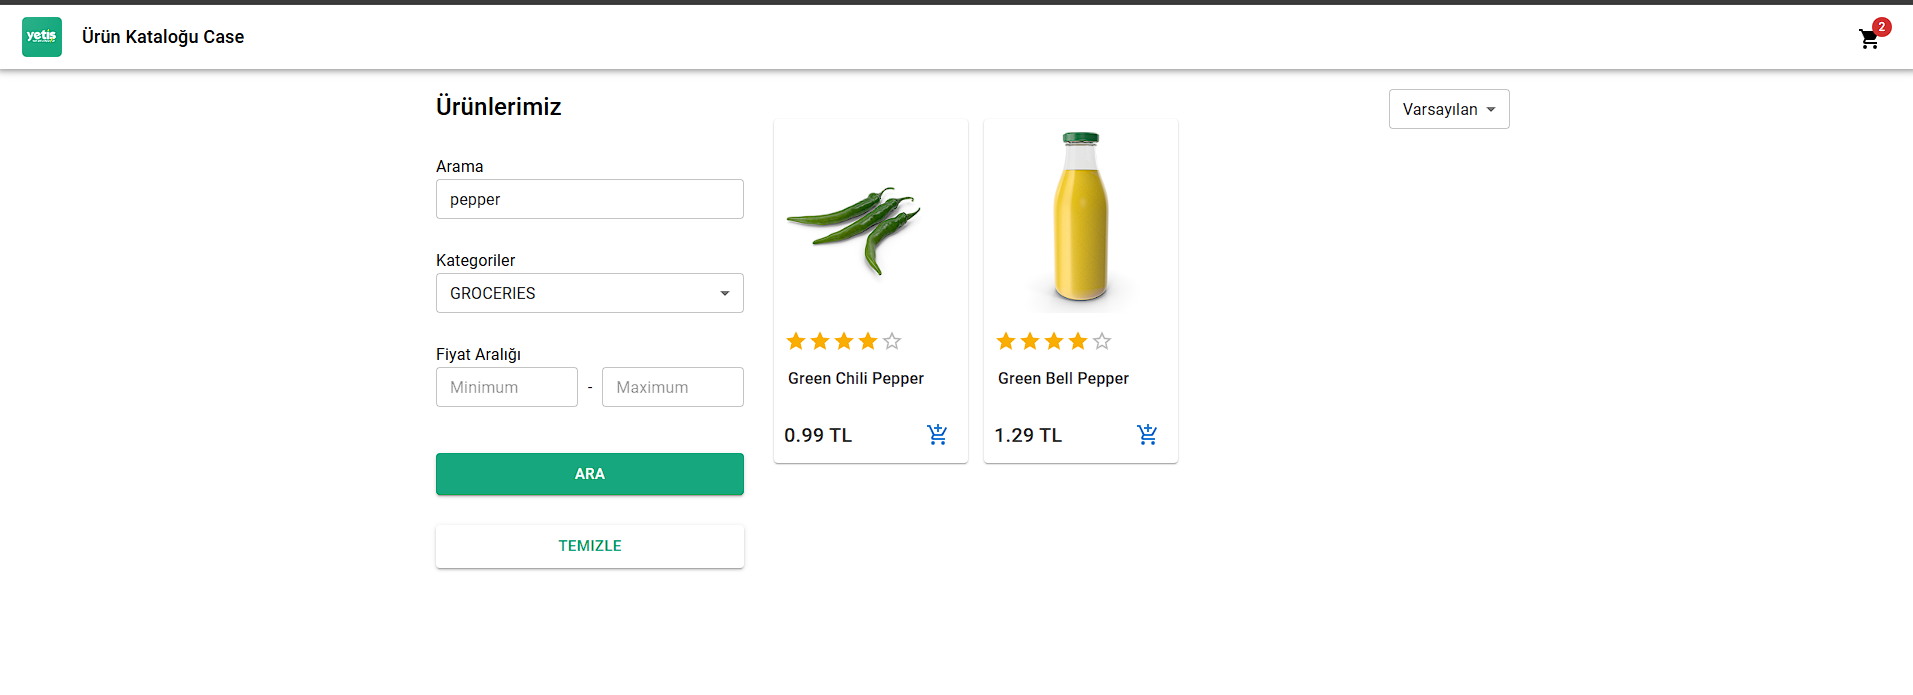 yetis
Ürün Kataloğu Case
2
Ürünlerimiz
Varsayılan
Arama
pepper
Kategoriler
GROCERIES
Fiyat Aralığı
Minimum - Maximum
ARA
TEMIZLE
Green Chili Pepper
0.99 TL
Green Bell Pepper
1.29 TL